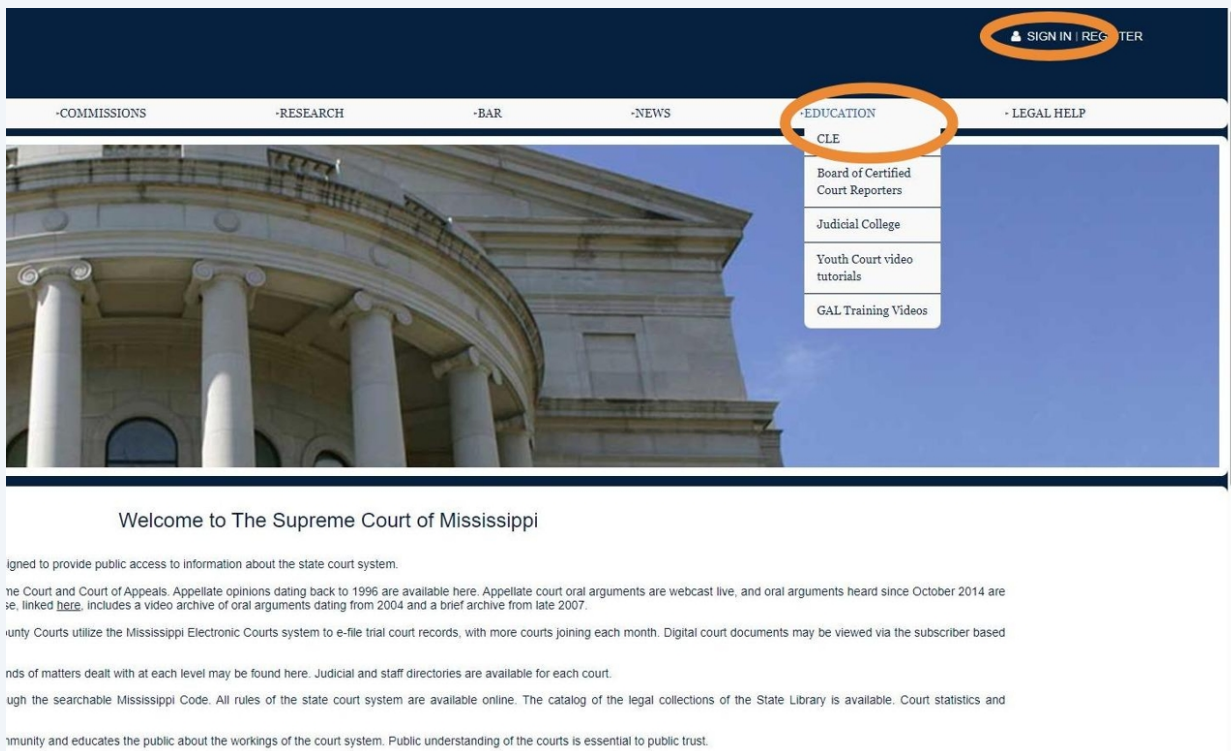 SIGN IN | REG TER
-COMMISSIONS -RESEARCH -BAR -NEWS -EDUCATION - LEGAL HELP
CLE
Board of Certified
Court Reporters
Judicial College
Youth Court video
tutorials
GAL Training Videos
Welcome to The Supreme Court of Mississippi
igned to provide public access to information about the state court system.
me Court and Court of Appeals. Appellate opinions dating back to 1996 are available here. Appellate court oral arguments are webcast live, and oral arguments heard since October 2014 are
se, linked here, includes a video archive of oral arguments dating from 2004 and a brief archive from late 2007.
ounty Courts utilize the Mississippi Electronic Courts system to e-file trial court records, with more courts joining each month. Digital court documents may be viewed via the subscriber based
nds of matters dealt with at each level may be found here. Judicial and staff directories are available for each court.
ough the searchable Mississippi Code. All rules of the state court system are available online. The catalog of the legal collections of the State Library is available. Court statistics and
mmunity and educates the public about the workings of the court system. Public understanding of the courts is essential to public trust.